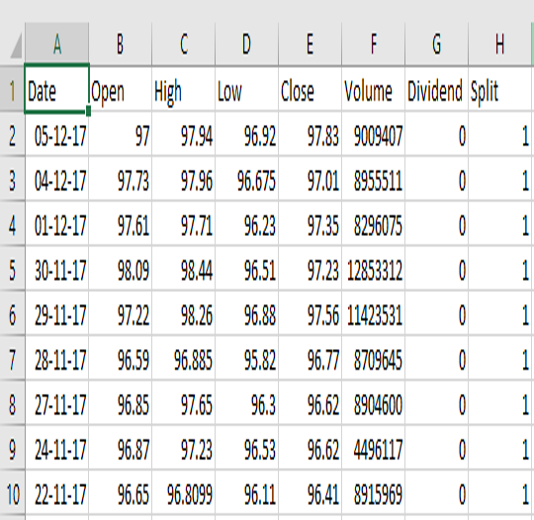 A B C D E F G H
1 Date Open High Low Close Volume Dividend Split
2 05-12-17 97 97.94 96.92 97.83 9009407 0 1
3 04-12-17 97.73 97.96 96.675 97.01 8955511 0 1
4 01-12-17 97.61 97.71 96.23 97.35 8296075 0 1
5 30-11-17 98.09 98.44 96.51 97.23 12853312 0 1
6 29-11-17 97.22 98.26 96.88 97.56 11423531 0 1
7 28-11-17 96.59 96.885 95.82 96.77 8709645 0 1
8 27-11-17 96.85 97.65 96.3 96.62 8904600 0 1
9 24-11-17 96.87 97.23 96.53 96.62 4496117 0 1
10 22-11-17 96.65 96.8099 96.11 96.41 8915969 0 1